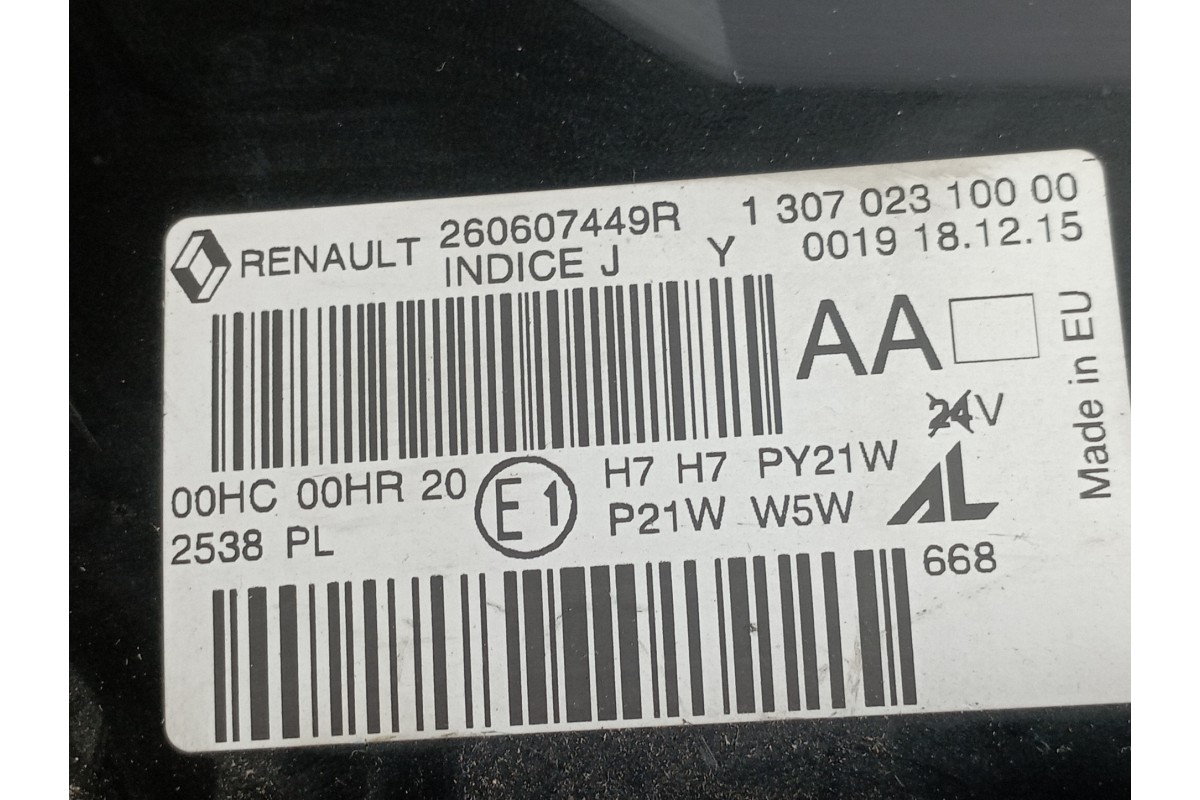 RENAULT 260607449R 1 307 023 100 00
INDICE J Y 0019 18.12.15
AA
24V
Made in EU
00HC 00HR 20 E1 H7 H7 PY21W
2538 PL P21W W5W AL
668